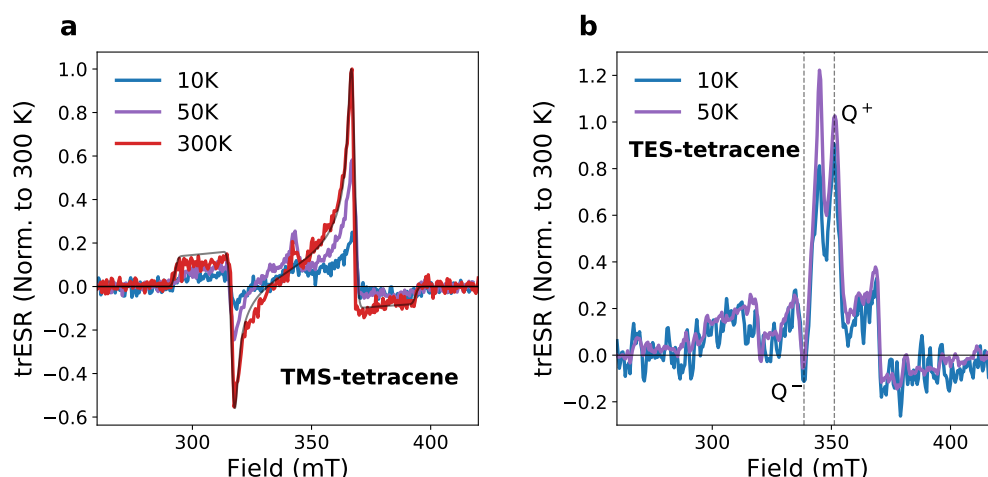 a
10K
50K
300K
TMS-tetracene
trESR (Norm. to 300 K)
1.0
0.8
0.6
0.4
0.2
0.0
−0.2
−0.4
−0.6
300
350
400
Field (mT)
b
10K
50K
TES-tetracene
Q+
Q−
trESR (Norm. to 300 K)
1.2
1.0
0.8
0.6
0.4
0.2
0.0
−0.2
300
350
400
Field (mT)